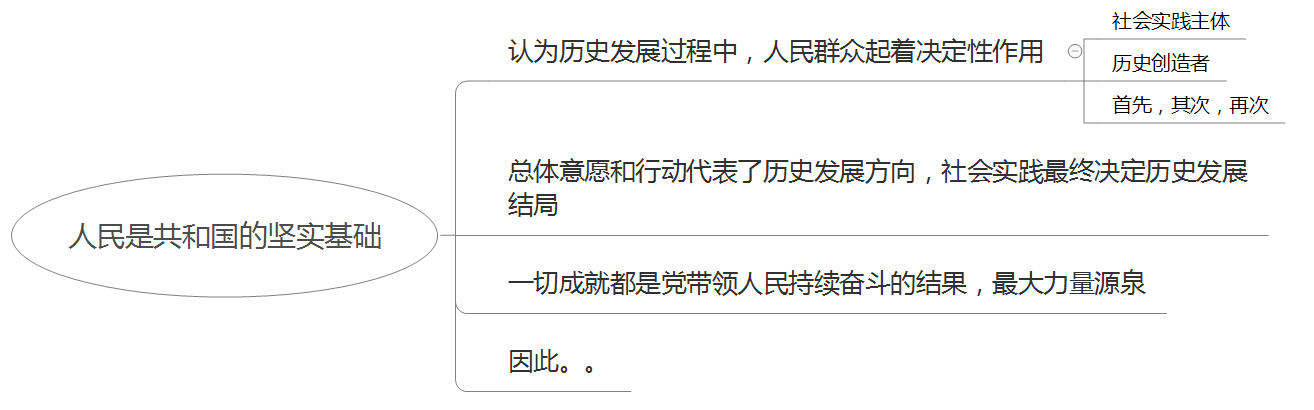 社会实践主体
认为历史发展过程中，人民群众起着决定性作用
历史创造者
首先，其次，再次
总体意愿和行动代表了历史发展方向，社会实践最终决定历史发展
结局
人民是共和国的坚实基础
一切成就都是党带领人民持续奋斗的结果，最大力量源泉
因此。。